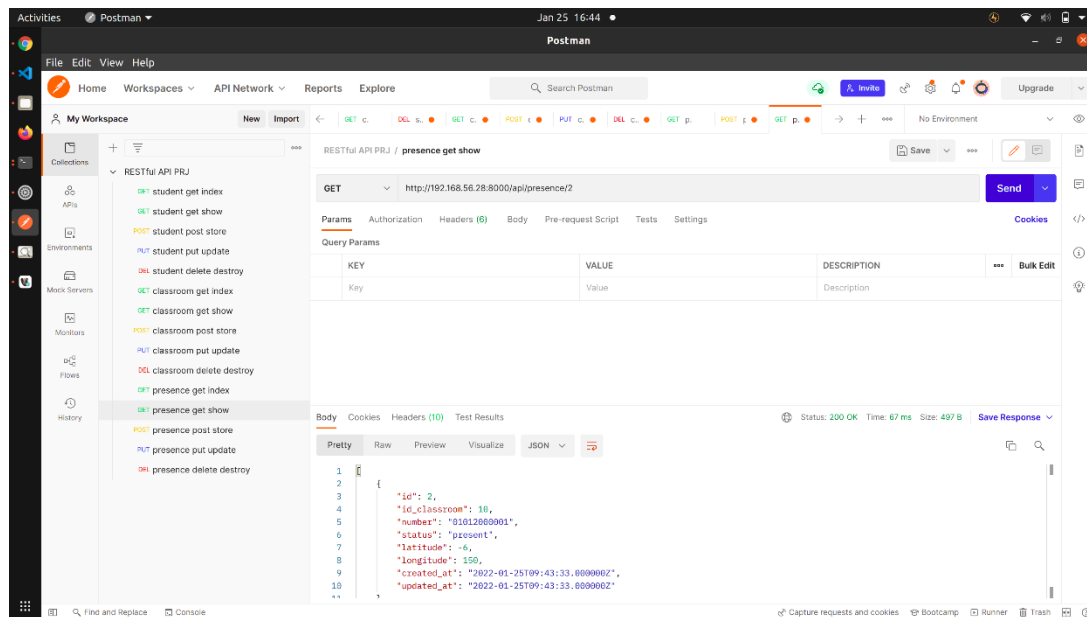 Activities Postman Jan 25 16:44
Postman
File Edit View Help
Home Workspaces API Network Reports Explore Search Postman Invite Upgrade
My Workspace New Import GET c. DEL s.. GET c. POST c PUT c. DEL c.. GET p. POST p GET p. No Environment
Collections
APIs
Environments
Mock Servers
Monitors
Flows
History
RESTful API PRJ
GET student get index
GET student get show
POST student post store
PUT student put update
DEL student delete destroy
GET classroom get index
GET classroom get show
POST classroom post store
PUT classroom put update
DEL classroom delete destroy
GET presence get index
GET presence get show
POST presence post store
PUT presence put update
DEL presence delete destroy
RESTful API PRJ / presence get show Save
GET http://192.168.56.28:8000/api/presence/2 Send
Params Authorization Headers (6) Body Pre-request Script Tests Settings Cookies
Query Params
KEY VALUE DESCRIPTION Bulk Edit
Key Value Description
Body Cookies Headers (10) Test Results Status: 200 OK Time: 67 ms Size: 497 B Save Response
Pretty Raw Preview Visualize JSON
1 [
2 {
3 "id": 2,
4 "id_classroom": 10,
5 "number": "01012000001",
6 "status": "present",
7 "latitude": -6,
8 "longitude": 150,
9 "created_at": "2022-01-25T09:43:33.000000Z",
10 "updated_at": "2022-01-25T09:43:33.000000Z"
Find and Replace Console Capture requests and cookies Bootcamp Runner Trash